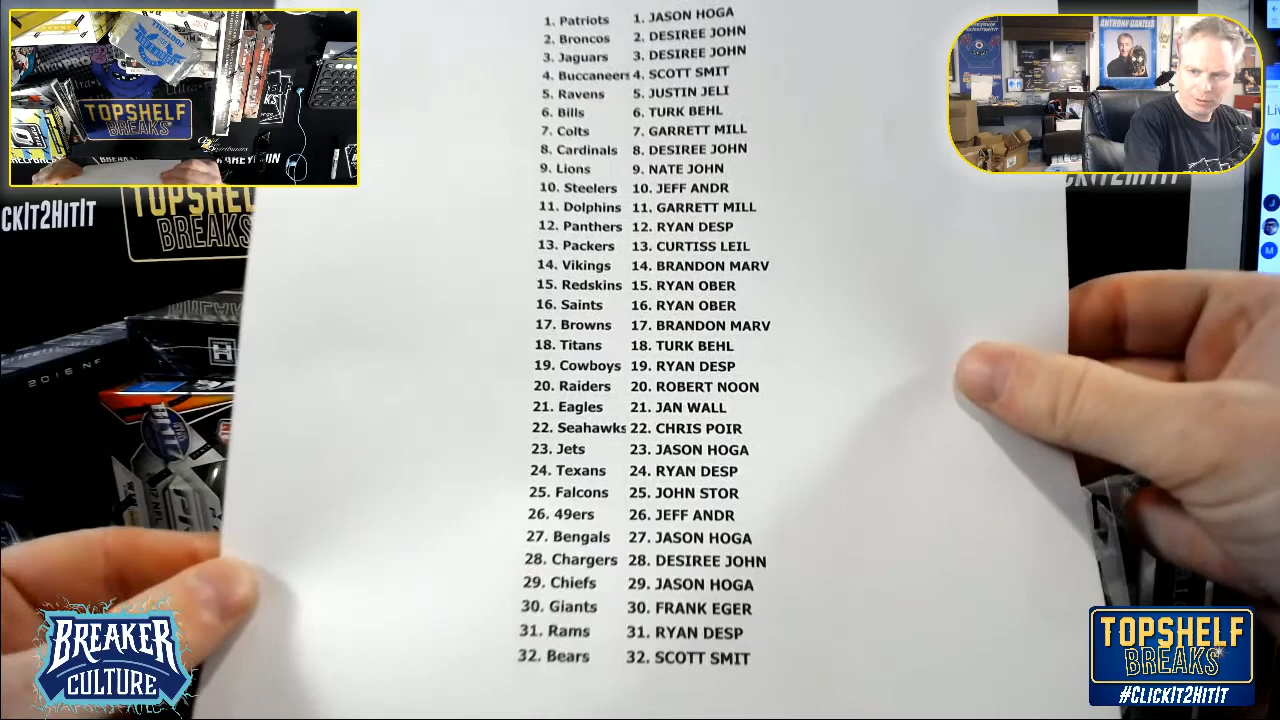 1. Patriots 1. JASON HOGA
2. Broncos 2. DESIREE JOHN
3. Jaguars 3. DESIREE JOHN
4. Buccaneers 4. SCOTT SMIT
5. Ravens 5. JUSTIN JELI
6. Bills 6. TURK BEHL
7. Colts 7. GARRETT MILL
8. Cardinals 8. DESIREE JOHN
9. Lions 9. NATE JOHN
10. Steelers 10. JEFF ANDR
11. Dolphins 11. GARRETT MILL
12. Panthers 12. RYAN DESP
13. Packers 13. CURTISS LEIL
14. Vikings 14. BRANDON MARV
15. Redskins 15. RYAN OBER
16. Saints 16. RYAN OBER
17. Browns 17. BRANDON MARV
18. Titans 18. TURK BEHL
19. Cowboys 19. RYAN DESP
20. Raiders 20. ROBERT NOON
21. Eagles 21. JAN WALL
22. Seahawks 22. CHRIS POIR
23. Jets 23. JASON HOGA
24. Texans 24. RYAN DESP
25. Falcons 25. JOHN STOR
26. 49ers 26. JEFF ANDR
27. Bengals 27. JASON HOGA
28. Chargers 28. DESIREE JOHN
29. Chiefs 29. JASON HOGA
30. Giants 30. FRANK EGER
31. Rams 31. RYAN DESP
32. Bears 32. SCOTT SMIT
TOPSHELF
BREAKS
ANTHONY DANIELS
TOPSHELF
BREAKS
BREAKER
CULTURE
TOPSHELF
BREAKS
#CLICKIT2HITIT